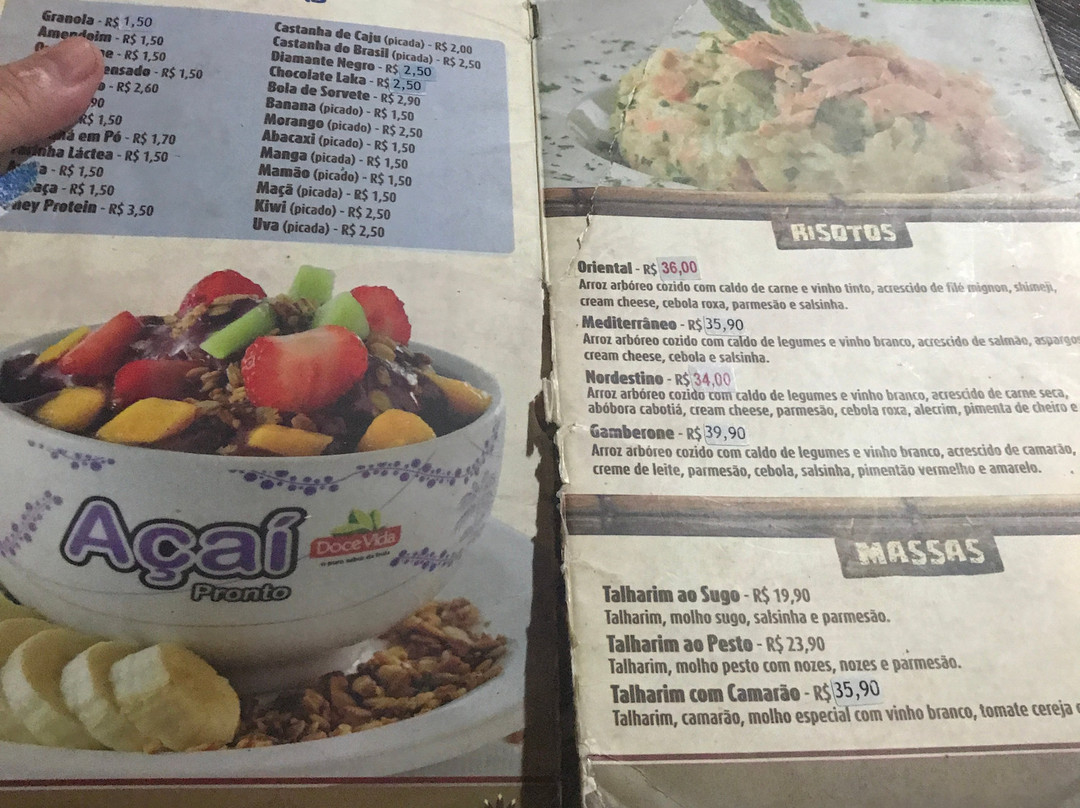 Granola - R$ 1,50
Amendoim - R$ 1,50
- R$ 1,50
ensado - R$ 1,50
- R$ 2,60
90
R$ 1,50
em Pó - R$ 1,70
Láctea - R$ 1,50
- R$ 1,50
- R$ 1,50
Protein - R$ 3,50
Castanha de Caju (picada) - R$ 2,00
Castanha do Brasil (picada) - R$ 2,50
Diamante Negro - R$ 2,50
Chocolate Laka - R$ 2,50
Bola de Sorvete - R$ 2,90
Banana (picado) - R$ 1,50
Morango (picado) - R$ 2,50
Abacaxi (picado) - R$ 1,50
Manga (picada) - R$ 1,50
Mamão (picado) - R$ 1,50
Maçã (picada) - R$ 1,50
Kiwi (picado) - R$ 2,50
Uva (picada) - R$ 2,50
Açaí
Pronto
Doce Vida
RISOTOS
Oriental - R$ 36,00
Arroz arbóreo cozido com caldo de carne e vinho tinto, acrescido de filé mignon, shimeji,
cream cheese, cebola roxa, parmesão e salsinha.
Mediterrâneo - R$ 35,90
Arroz arbóreo cozido com caldo de legumes e vinho branco, acrescido de salmão, aspargos
cream cheese, cebola e salsinha.
Nordestino - R$ 34,00
Arroz arbóreo cozido com caldo de legumes e vinho branco, acrescido de carne seca,
abóbora cabotiá, cream cheese, parmesão, cebola roxa, alecrim, pimenta de cheiro e
Gamberone - R$ 39,90
Arroz arbóreo cozido com caldo de legumes e vinho branco, acrescido de camarão,
creme de leite, parmesão, cebola, salsinha, pimentão vermelho e amarelo.
MASSAS
Talharim ao Sugo - R$ 19,90
Talharim, molho sugo, salsinha e parmesão.
Talharim ao Pesto - R$ 23,90
Talharim, molho pesto com nozes, nozes e parmesão.
Talharim com Camarão - R$ 35,90
Talharim, camarão, molho especial com vinho branco, tomate cereja